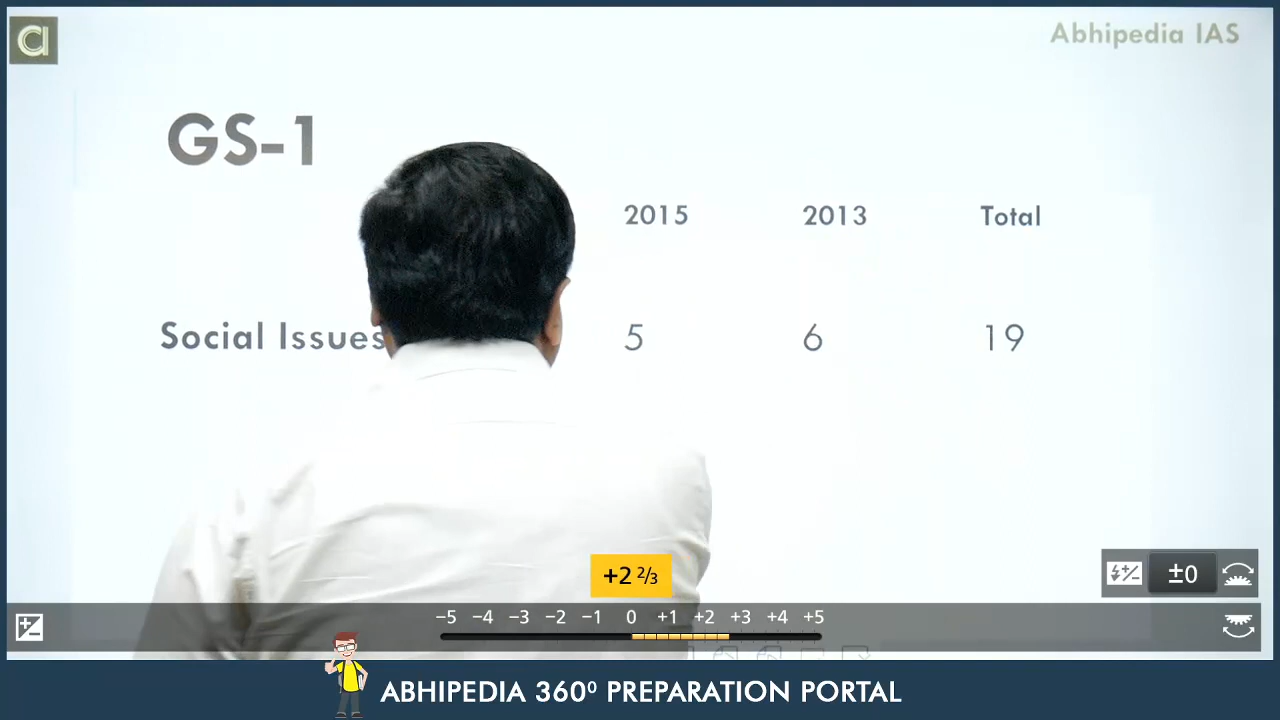 Abhipedia IAS
GS-1
2015 2013 Total
Social Issues 5 6 19
+2 2/3
±0
−5 −4 −3 −2 −1 0 +1 +2 +3 +4 +5
ABHIPEDIA 360⁰ PREPARATION PORTAL